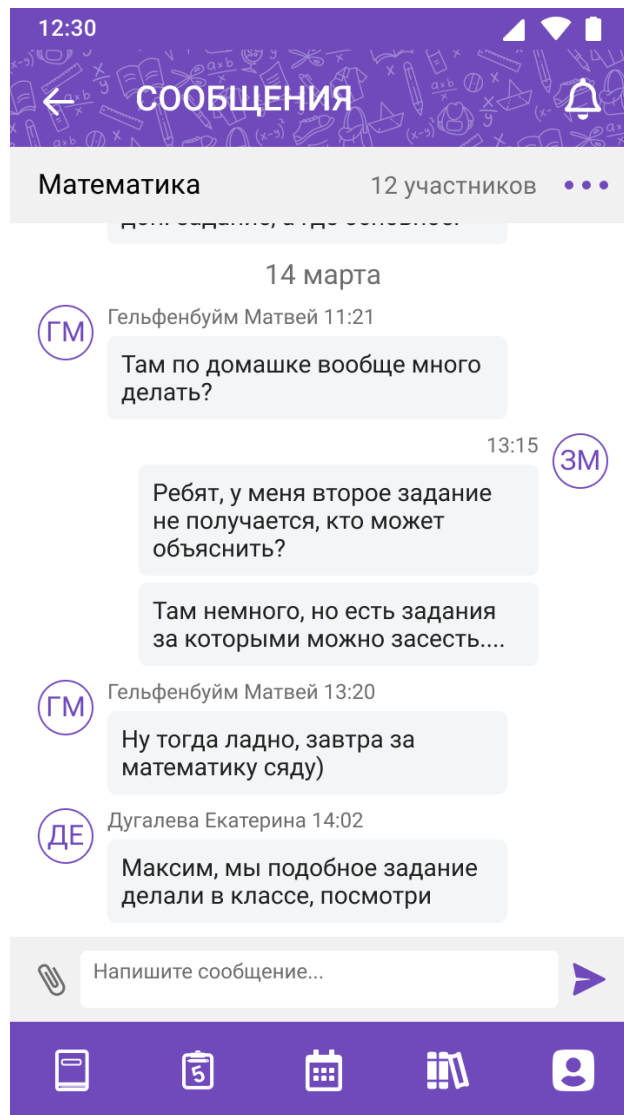 12:30
СООБЩЕНИЯ
Математика
12 участников
14 марта
ГМ
Гельфенбуйм Матвей 11:21
Там по домашке вообще много
делать?
13:15
ЗМ
Ребят, у меня второе задание
не получается, кто может
объяснить?
Там немного, но есть задания
за которыми можно засесть....
ГМ
Гельфенбуйм Матвей 13:20
Ну тогда ладно, завтра за
математику сяду)
ДЕ
Дугалева Екатерина 14:02
Максим, мы подобное задание
делали в классе, посмотри
Напишите сообщение...
5